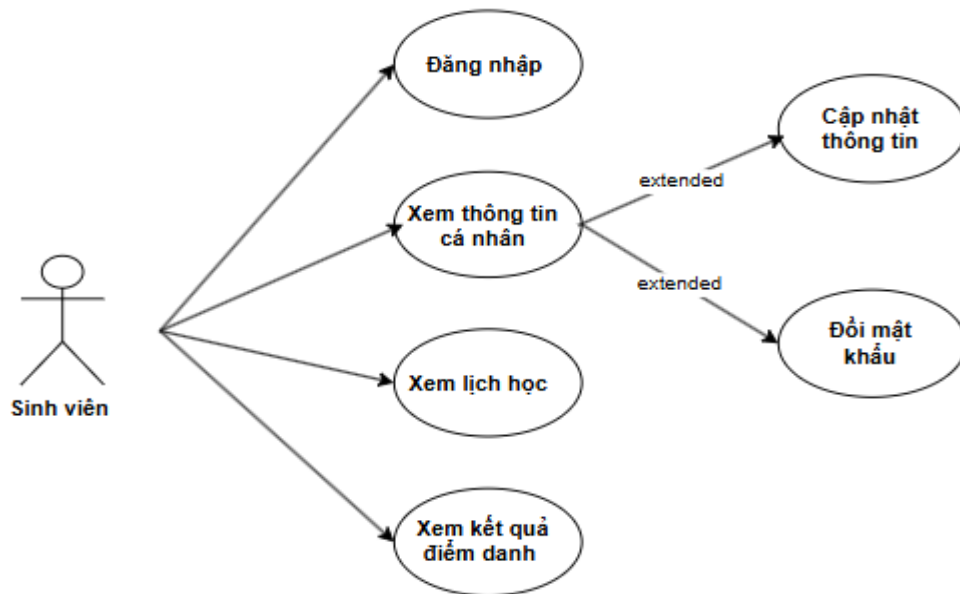 Đăng nhập
Cập nhật
thông tin
extended
Xem thông tin
cá nhân
extended
Đổi mật
khẩu
Xem lịch học
Sinh viên
Xem kết quả
điểm danh